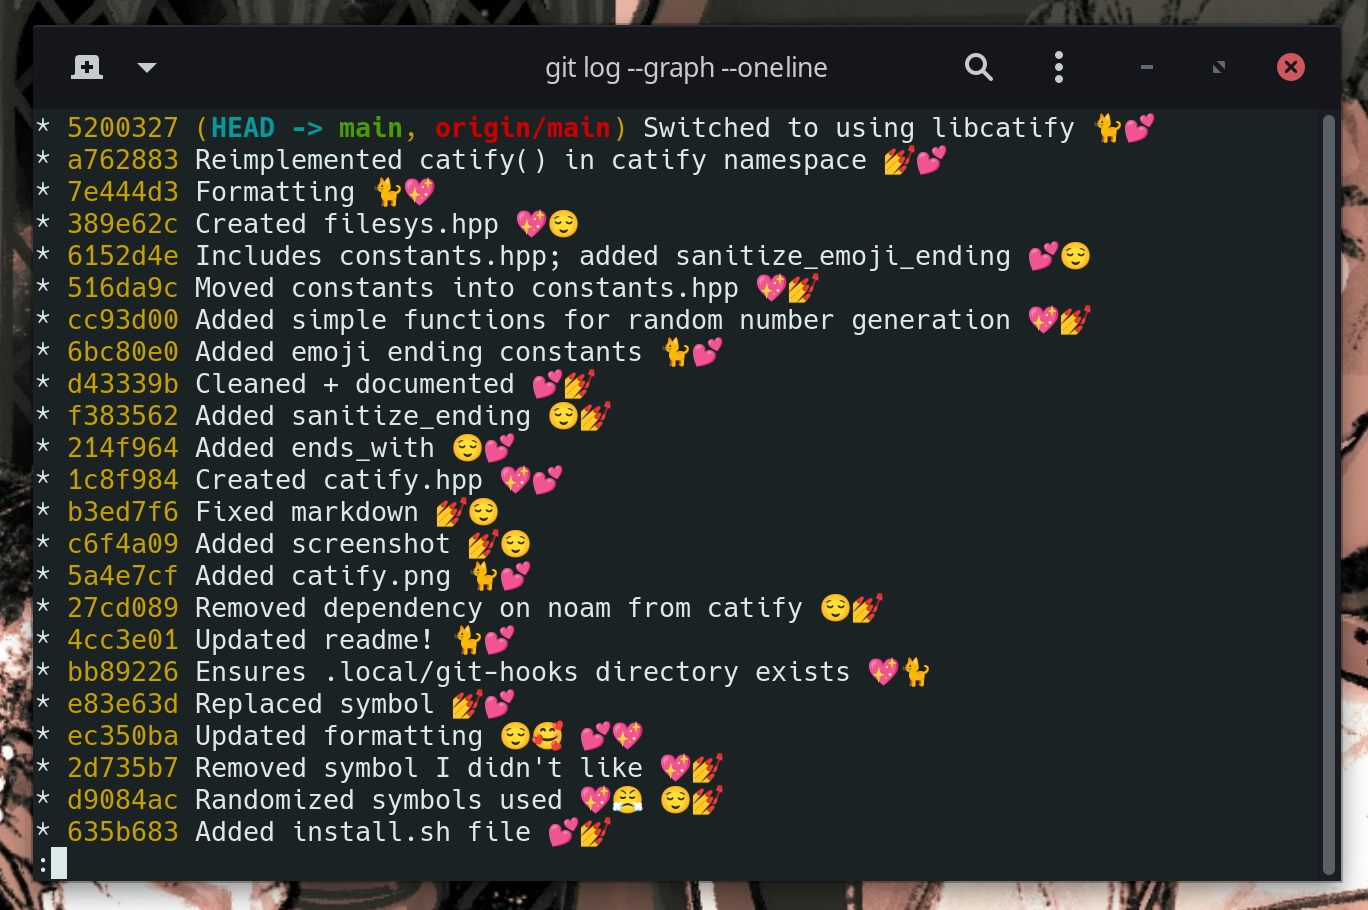 git log --graph --oneline
* 5200327 (HEAD -> main, origin/main) Switched to using libcatify 🐈💕
* a762883 Reimplemented catify() in catify namespace 💅💕
* 7e444d3 Formatting 🐈💖
* 389e62c Created filesys.hpp 💖😌
* 6152d4e Includes constants.hpp; added sanitize_emoji_ending 💕😌
* 516da9c Moved constants into constants.hpp 💖💅
* cc93d00 Added simple functions for random number generation 💖💅
* 6bc80e0 Added emoji ending constants 🐈💕
* d43339b Cleaned + documented 💕💅
* f383562 Added sanitize_ending 😌💅
* 214f964 Added ends_with 😌💕
* 1c8f984 Created catify.hpp 💖💕
* b3ed7f6 Fixed markdown 💅😌
* c6f4a09 Added screenshot 💅😌
* 5a4e7cf Added catify.png 🐈💕
* 27cd089 Removed dependency on noam from catify 😌💅
* 4cc3e01 Updated readme! 🐈💕
* bb89226 Ensures .local/git-hooks directory exists 💖🐈
* e83e63d Replaced symbol 💅💕
* ec350ba Updated formatting 😌🥰 💕💖
* 2d735b7 Removed symbol I didn't like 💖💅
* d9084ac Randomized symbols used 💖😤 😌💅
* 635b683 Added install.sh file 💕💅
: